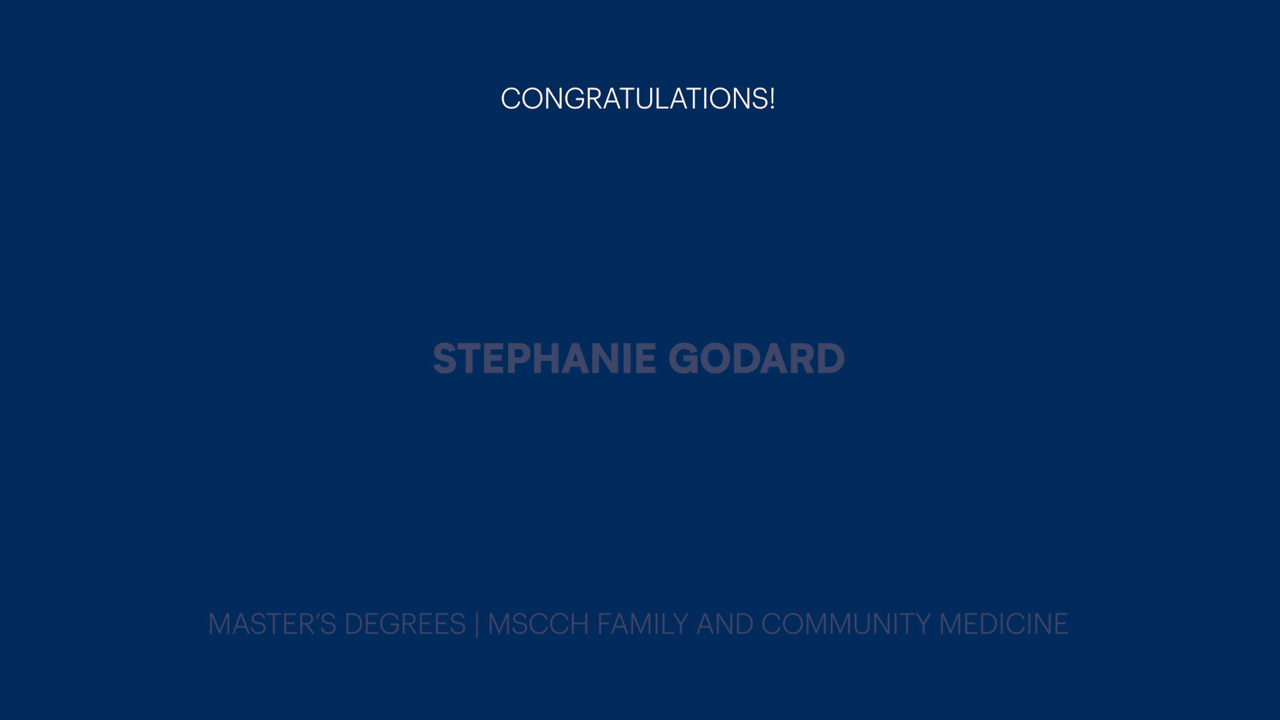 CONGRATULATIONS!
STEPHANIE GODARD
MASTER’S DEGREES | MSCCH FAMILY AND COMMUNITY MEDICINE